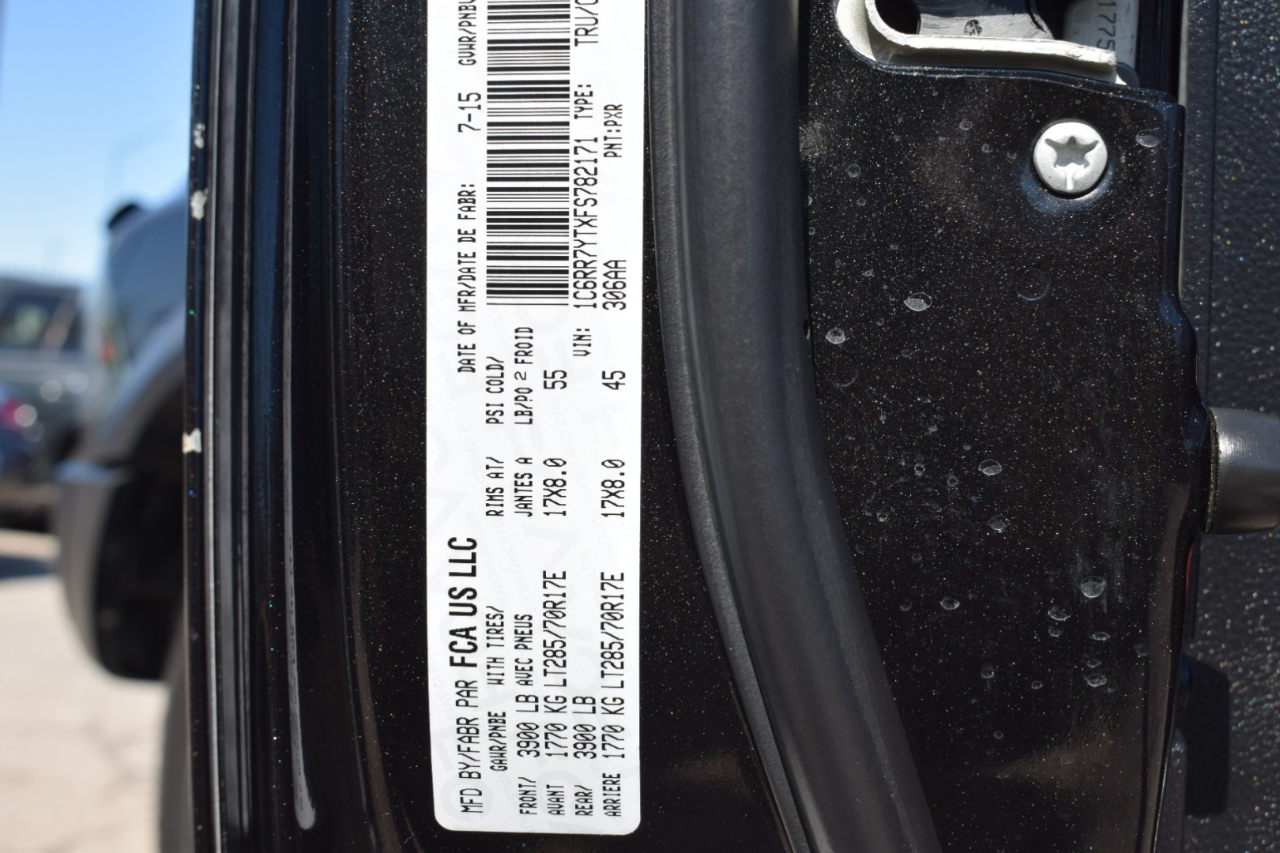 MFD BY/FABR PAR FCA US LLC DATE OF MFR/DATE DE FABR: 7-15 GVWR/PNBV
GAWR/PNBE WITH TIRES/ RIMS AT/ PSI COLD/
FRONT/ 3900 LB AVEC PNEUS JANTES A LB/PO 2 FROID
AVANT 1770 KG LT285/70R17E 17X8.0 55
REAR/ 3900 LB VIN: 1C6RR7YTXFS782171 TYPE: TRU/C
ARRIERE 1770 KG LT285/70R17E 17X8.0 45 306AA PNT:PXR
1775